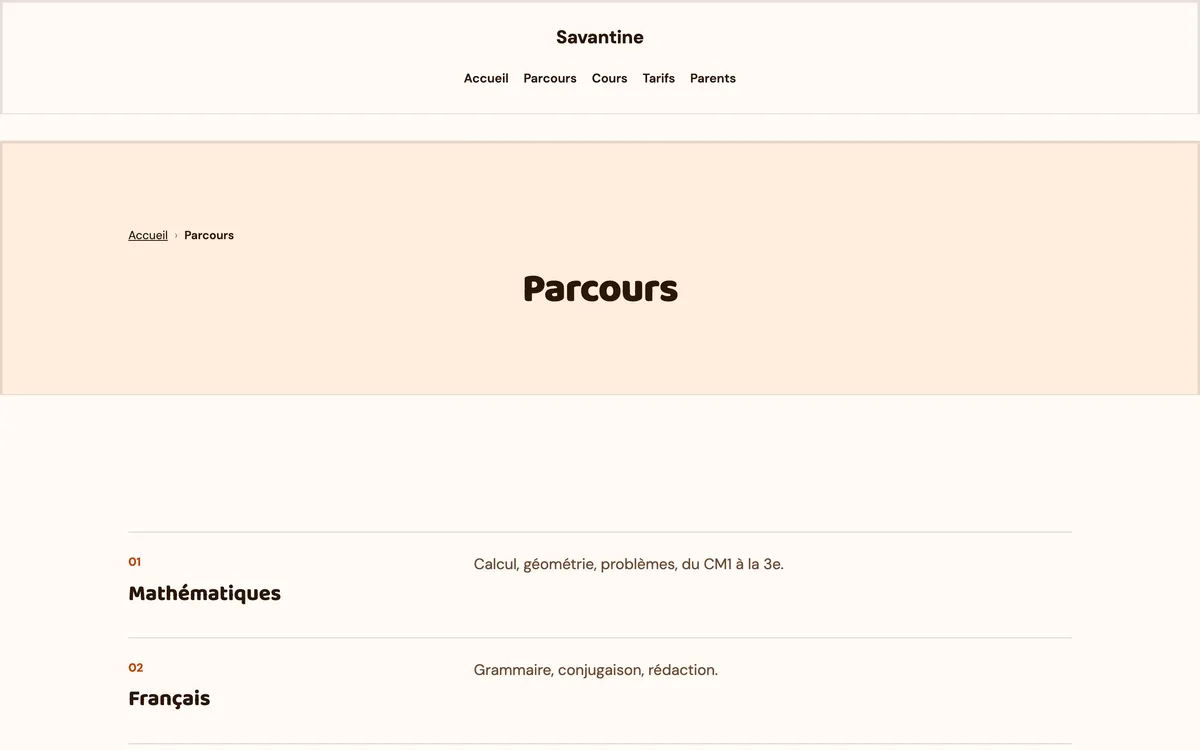 Savantine
Accueil Parcours Cours Tarifs Parents
Accueil › Parcours
Parcours
01
Mathématiques
Calcul, géométrie, problèmes, du CM1 à la 3e.
02
Français
Grammaire, conjugaison, rédaction.